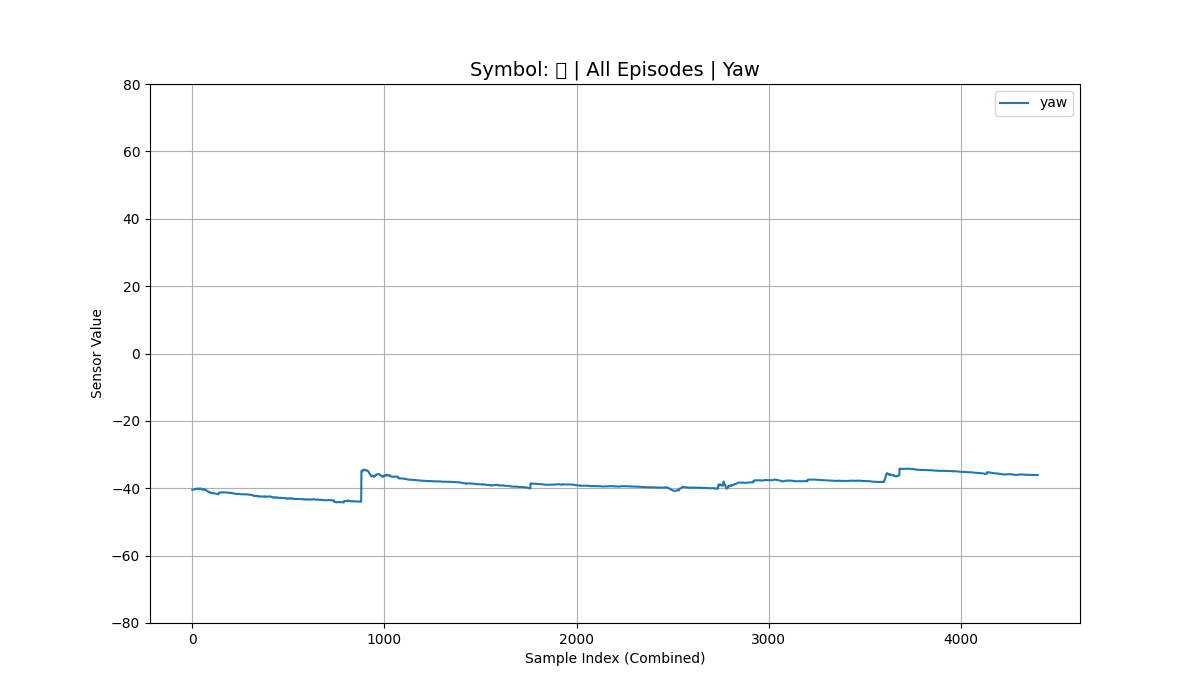 Symbol: ▯ | All Episodes | Yaw
yaw
80
60
40
20
0
−20
−40
−60
−80
Sensor Value
0 1000 2000 3000 4000
Sample Index (Combined)